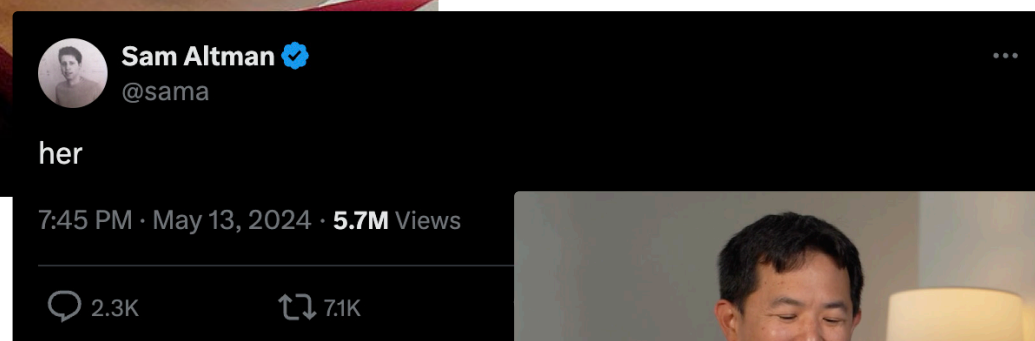 Sam Altman
@sama
her
7:45 PM · May 13, 2024 · 5.7M Views
2.3K 7.1K